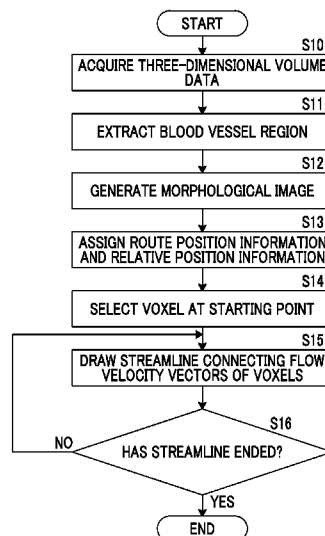 START
S10
ACQUIRE THREE-DIMENSIONAL VOLUME
DATA
S11
EXTRACT BLOOD VESSEL REGION
S12
GENERATE MORPHOLOGICAL IMAGE
S13
ASSIGN ROUTE POSITION INFORMATION
AND RELATIVE POSITION INFORMATION
S14
SELECT VOXEL AT STARTING POINT
S15
DRAW STREAMLINE CONNECTING FLOW
VELOCITY VECTORS OF VOXELS
S16
NO
HAS STREAMLINE ENDED?
YES
END